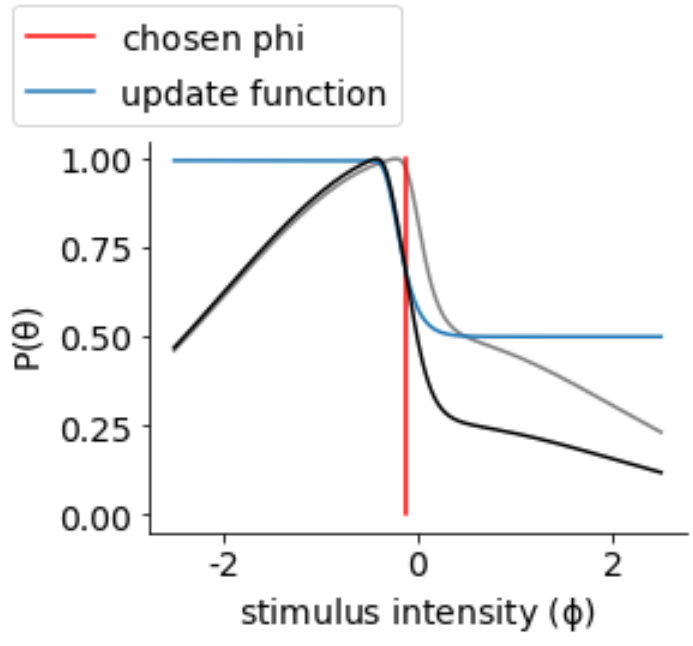 chosen phi
update function
1.00
0.75
0.50
0.25
0.00
P(θ)
-2 0 2
stimulus intensity (ϕ)